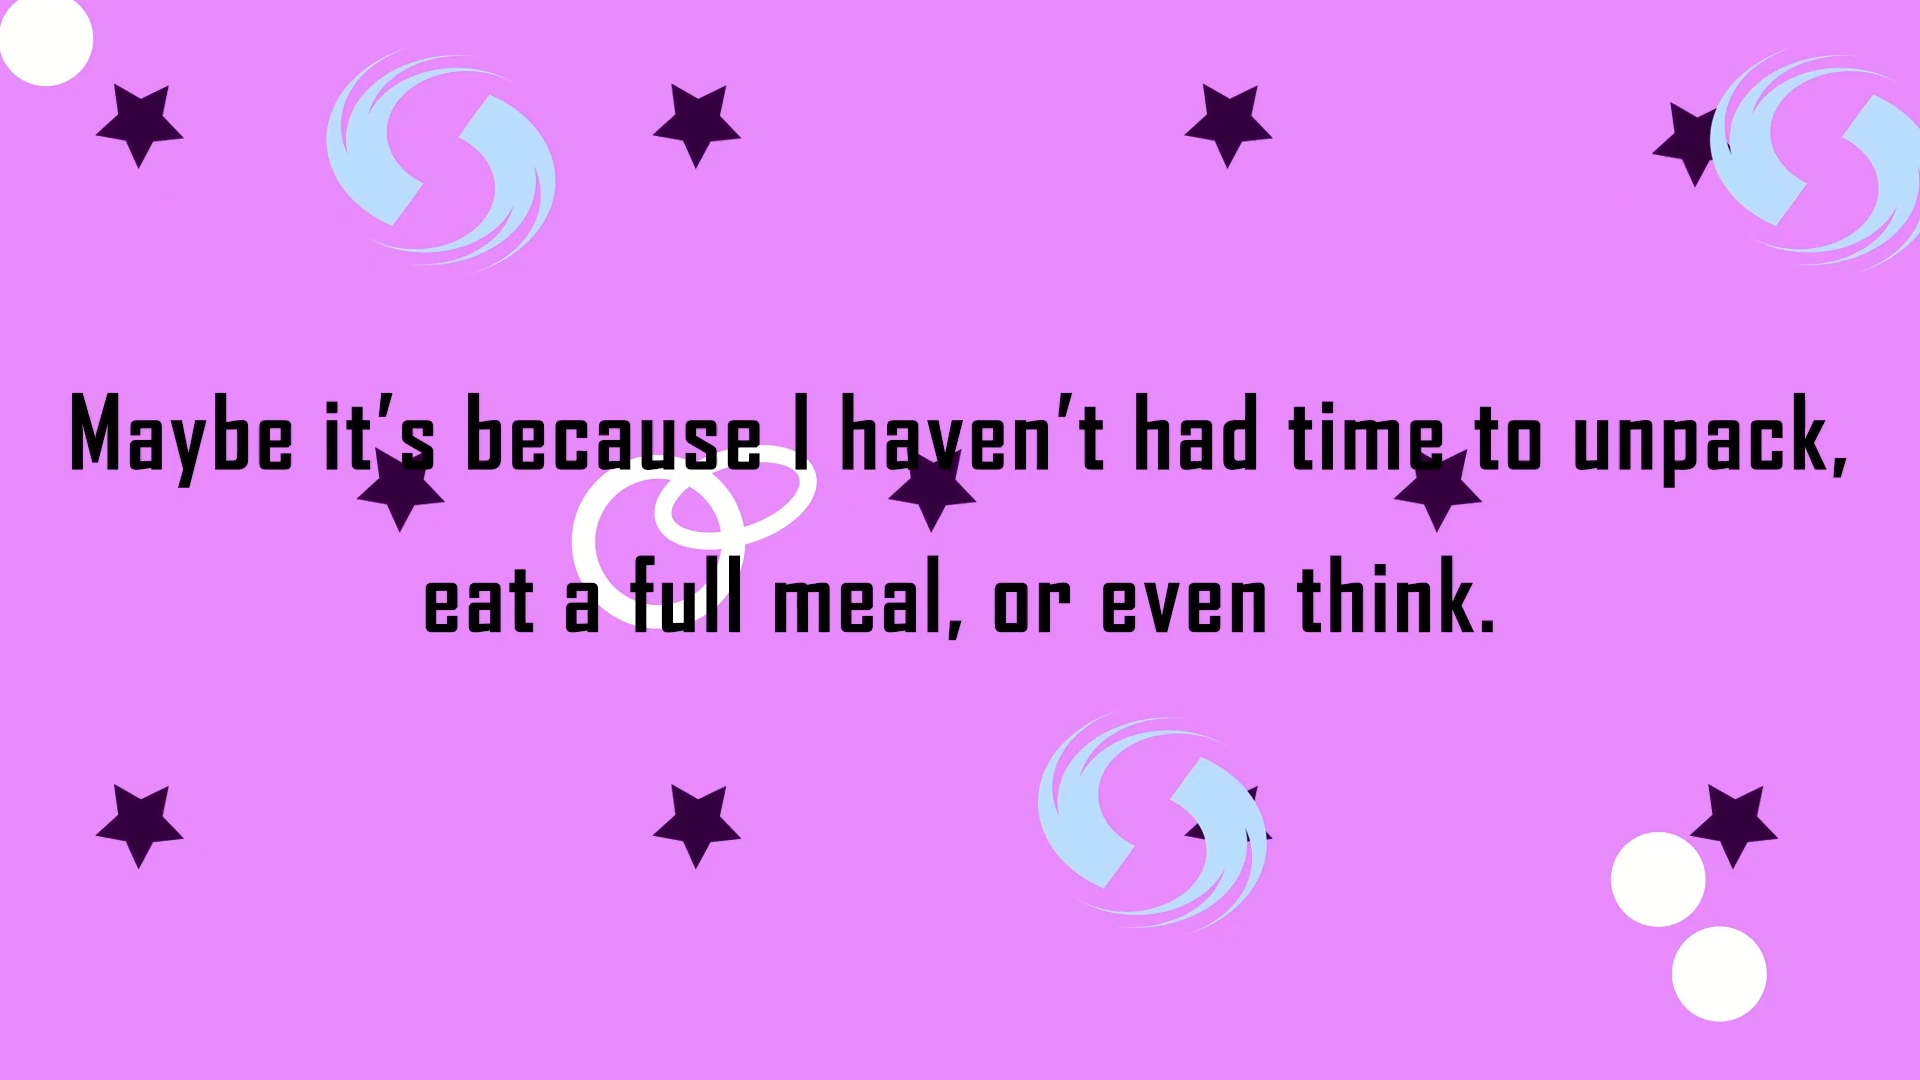 Maybe it’s because I haven’t had time to unpack,
eat a full meal, or even think.